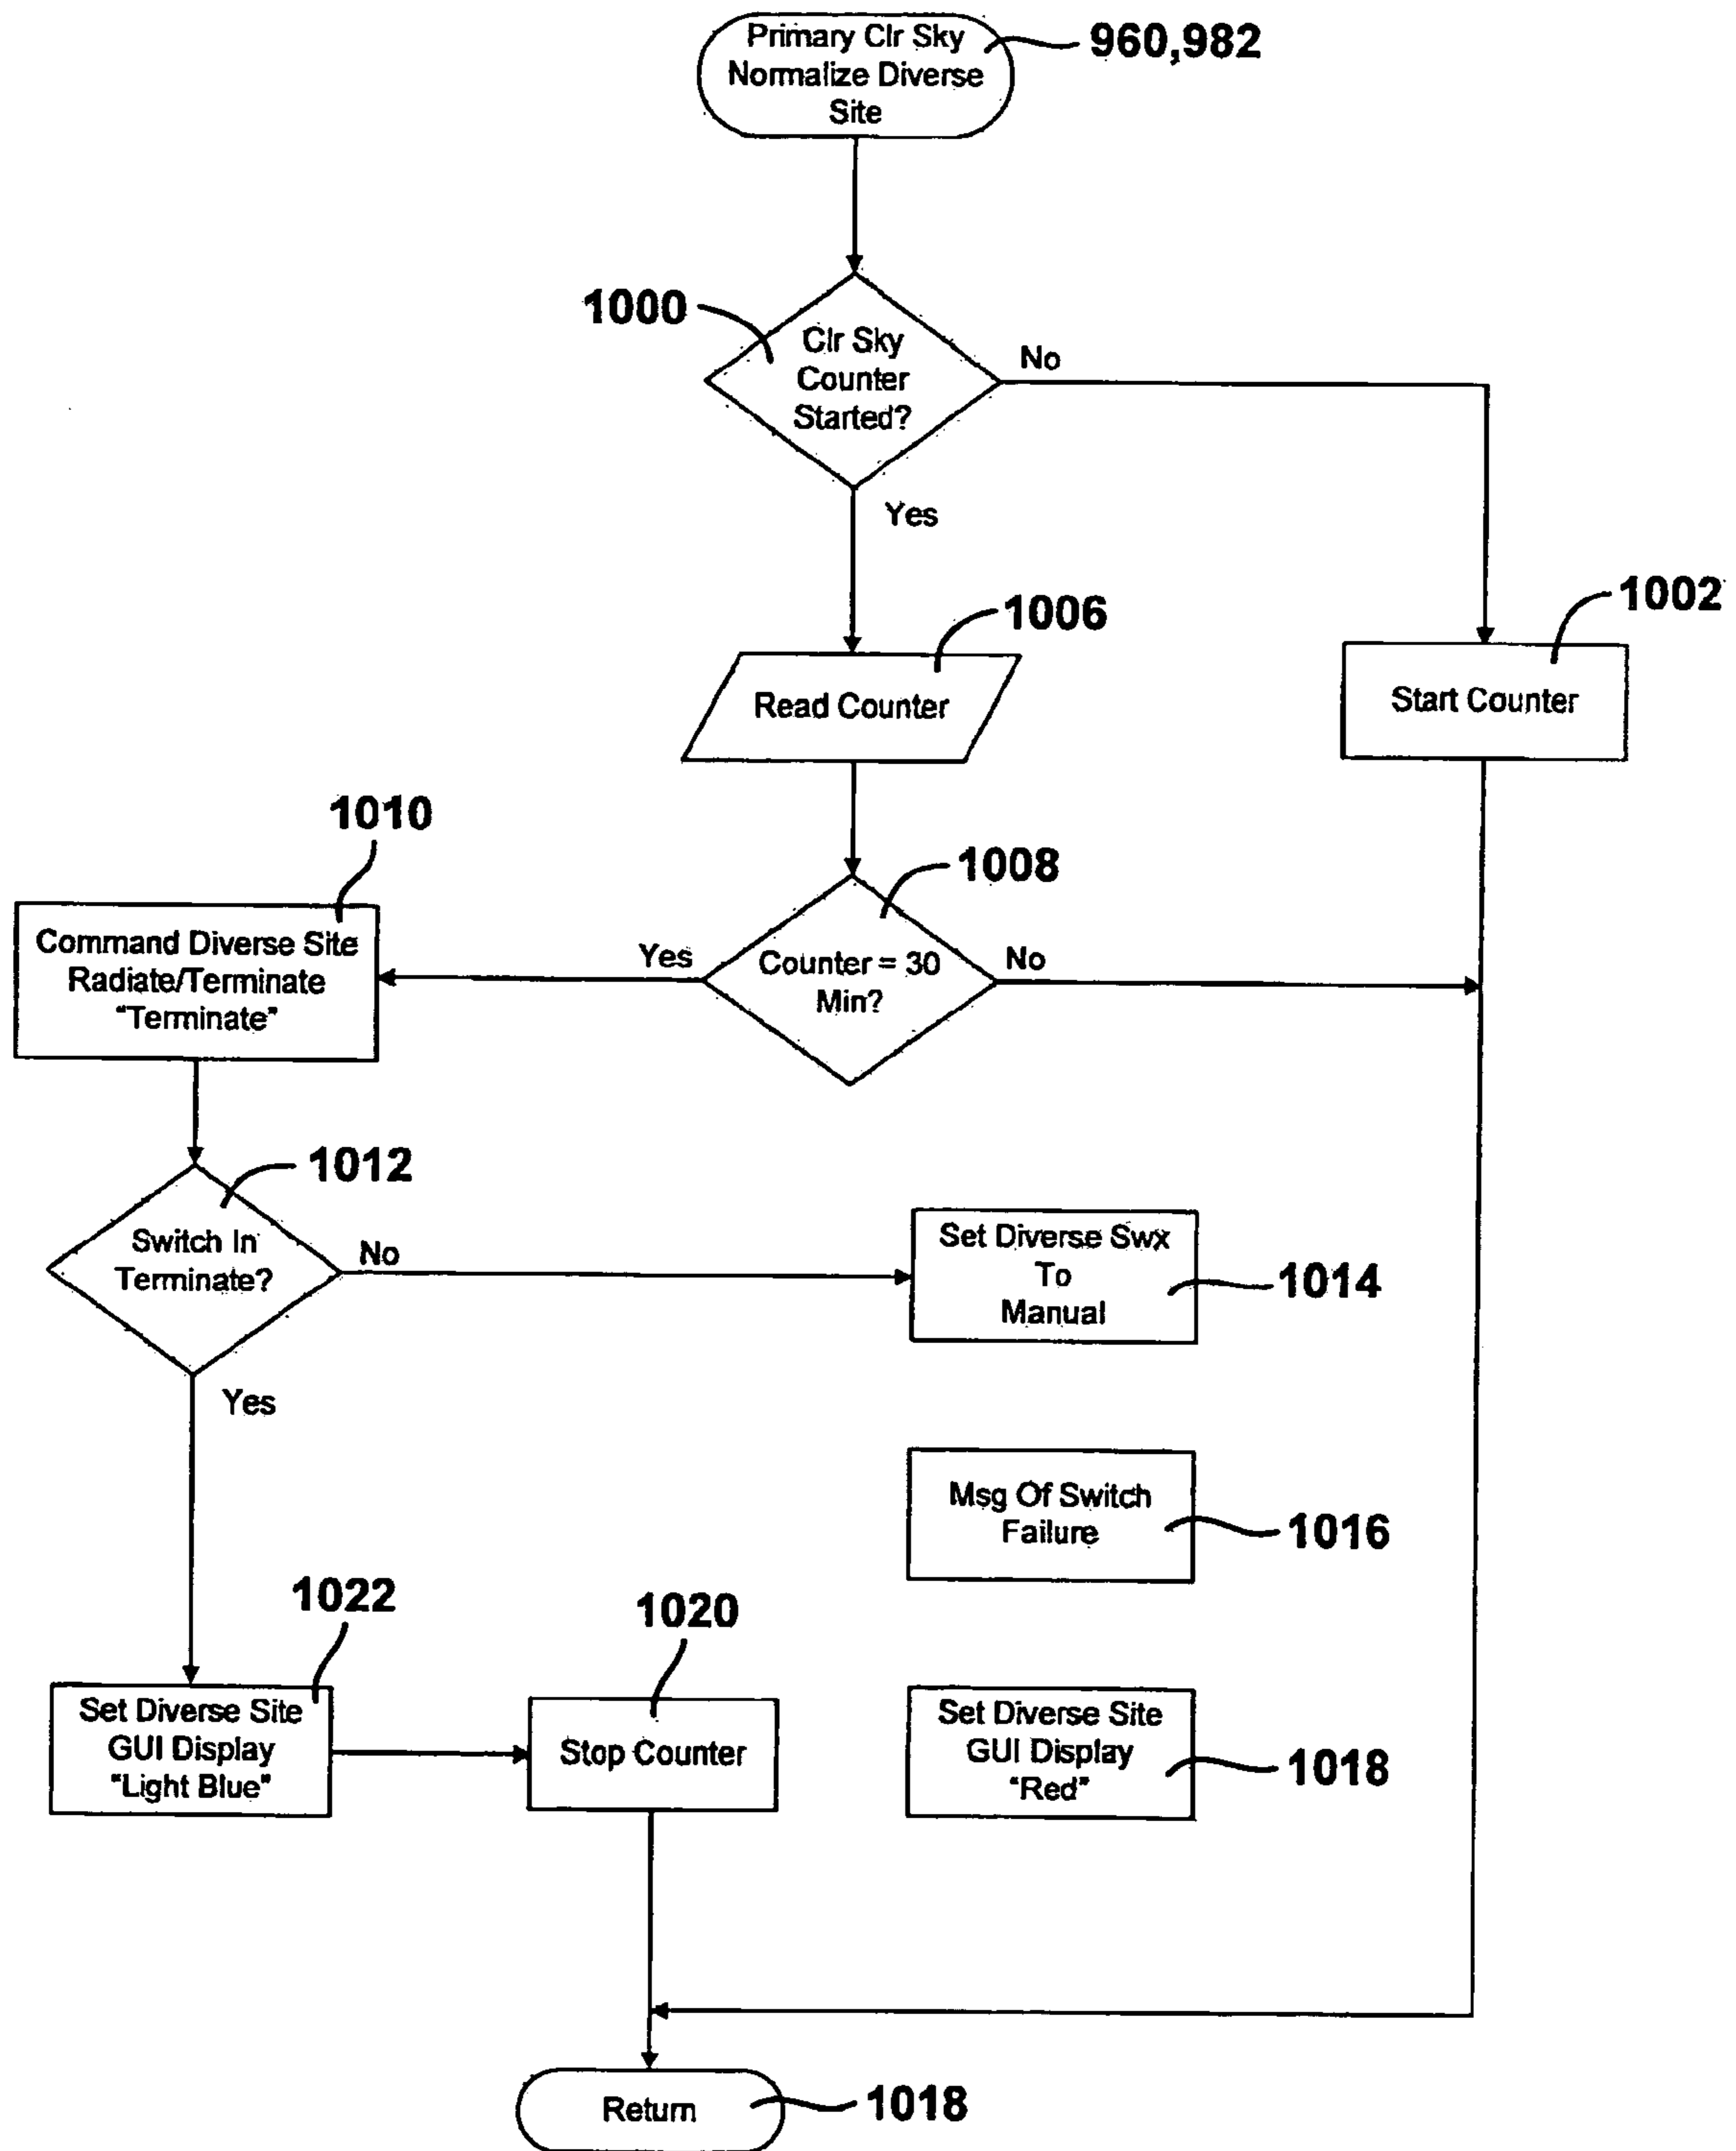 Primary Clr Sky
Normalize Diverse
Site
960,982
1000
Clr Sky
Counter
Started?
No
Yes
1006
1002
Read Counter
Start Counter
1010
1008
Command Diverse Site
Radiate/Terminate
"Terminate"
Yes
Counter = 30
Min?
No
1012
Switch In
Terminate?
No
Set Diverse Swx
To
Manual
1014
Yes
Msg Of Switch
Failure
1016
1022
1020
Set Diverse Site
GUI Display
"Light Blue"
Stop Counter
Set Diverse Site
GUI Display
"Red"
1018
Return
1018